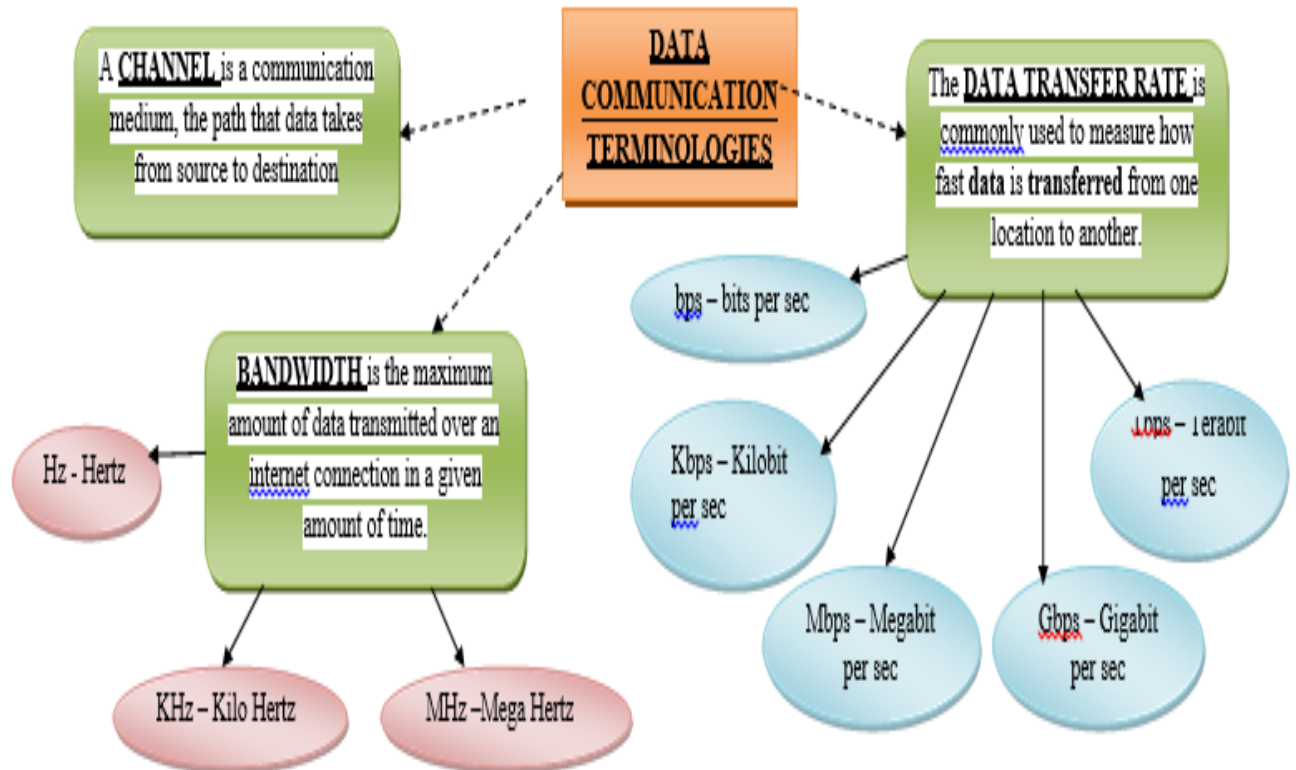 DATA
COMMUNICATION
TERMINOLOGIES
A CHANNEL is a communication
medium, the path that data takes
from source to destination
The DATA TRANSFER RATE is
commonly used to measure how
fast data is transferred from one
location to another.
bps – bits per sec
BANDWIDTH is the maximum
amount of data transmitted over an
internet connection in a given
amount of time.
Hz - Hertz
Kbps – Kilobit
per sec
Tbps – Terabit
per sec
Mbps – Megabit
per sec
Gbps – Gigabit
per sec
KHz – Kilo Hertz
MHz –Mega Hertz